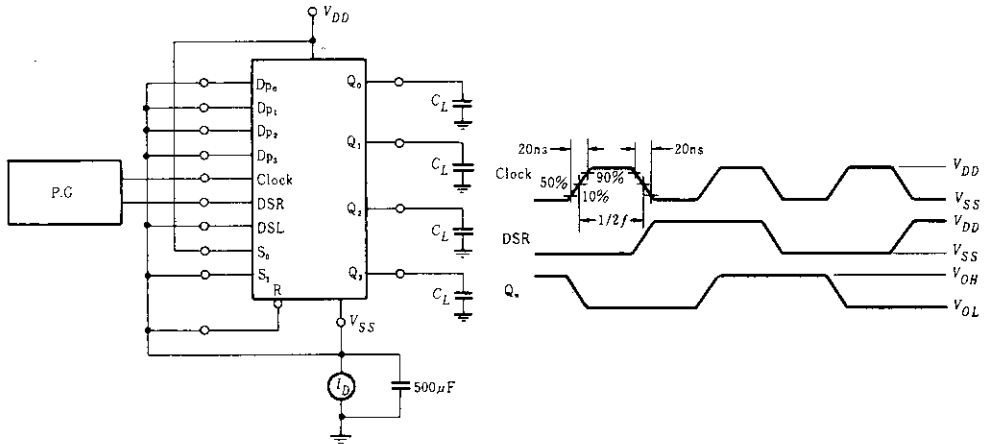 V_DD
Dp₀
Dp₁
Dp₂
Dp₃
Clock
DSR
DSL
S₀
S₁
R
Q₀
Q₁
Q₂
Q₃
C_L
C_L
C_L
C_L
P.G
V_SS
I_D
500μF
20ns
20ns
Clock
50%
90%
10%
1/2f
V_DD
V_SS
DSR
V_DD
V_SS
Qₙ
V_OH
V_OL